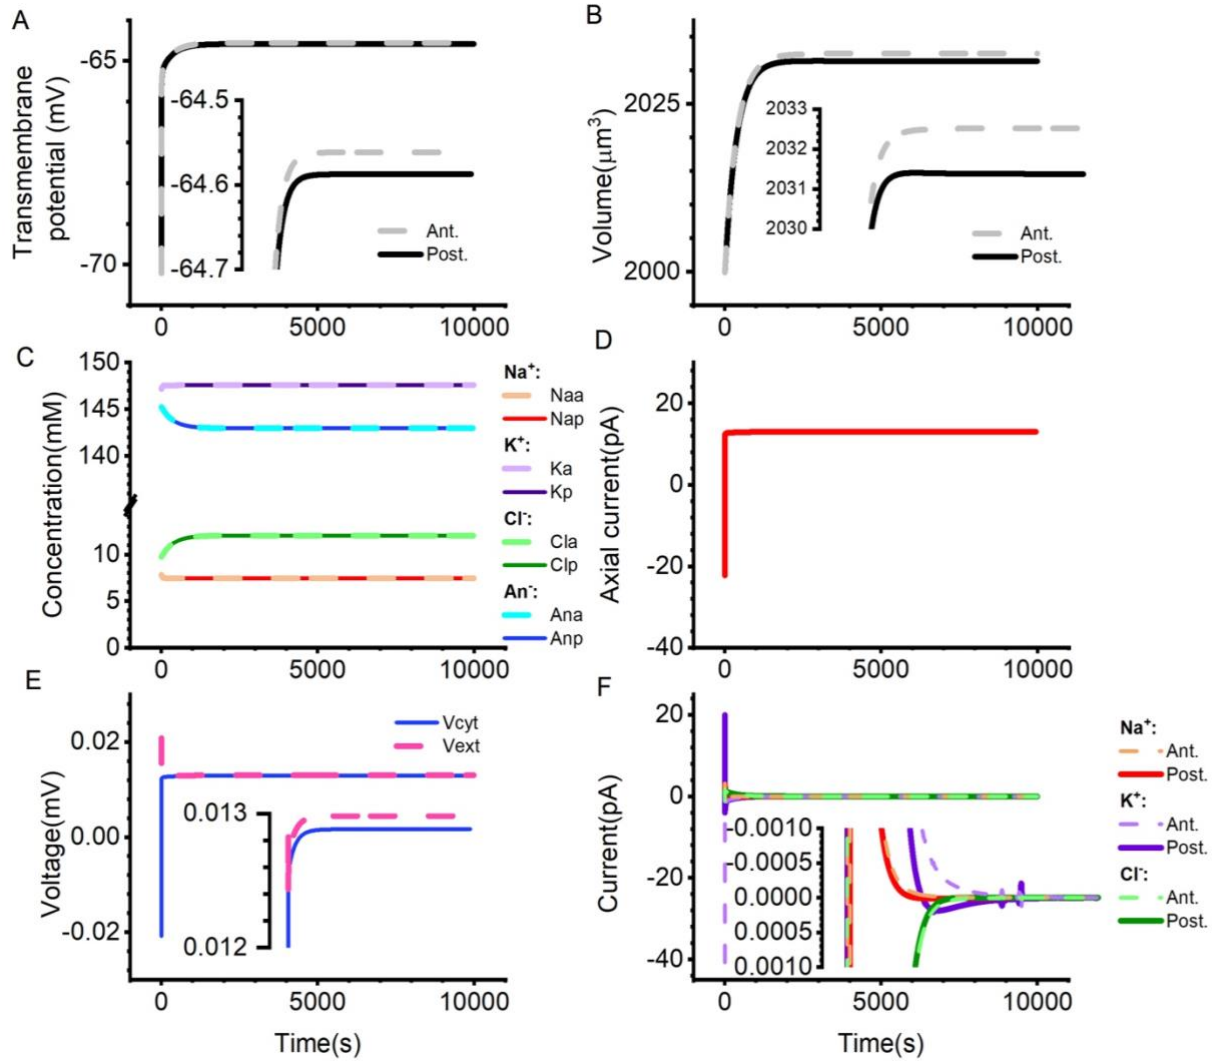 A
Transmembrane
potential (mV)
-65
-70
-64.5
-64.6
-64.7
Ant.
Post.
0
5000
10000
B
Volume(μm³)
2025
2000
2033
2032
2031
2030
Ant.
Post.
0
5000
10000
C
Concentration(mM)
150
145
140
10
5
0
0
5000
10000
Na⁺:
Naa
Nap
K⁺:
Ka
Kp
Cl⁻:
Cla
Clp
An⁻:
Ana
Anp
D
Axial current(pA)
20
0
-20
-40
0
5000
10000
E
Voltage(mV)
0.02
0.00
-0.02
Vcyt
Vext
0.013
0.012
0
5000
10000
Time(s)
F
Current(pA)
20
0
-20
-40
-0.0010
-0.0005
0.0000
0.0005
0.0010
0
5000
10000
Time(s)
Na⁺:
Ant.
Post.
K⁺:
Ant.
Post.
Cl⁻:
Ant.
Post.